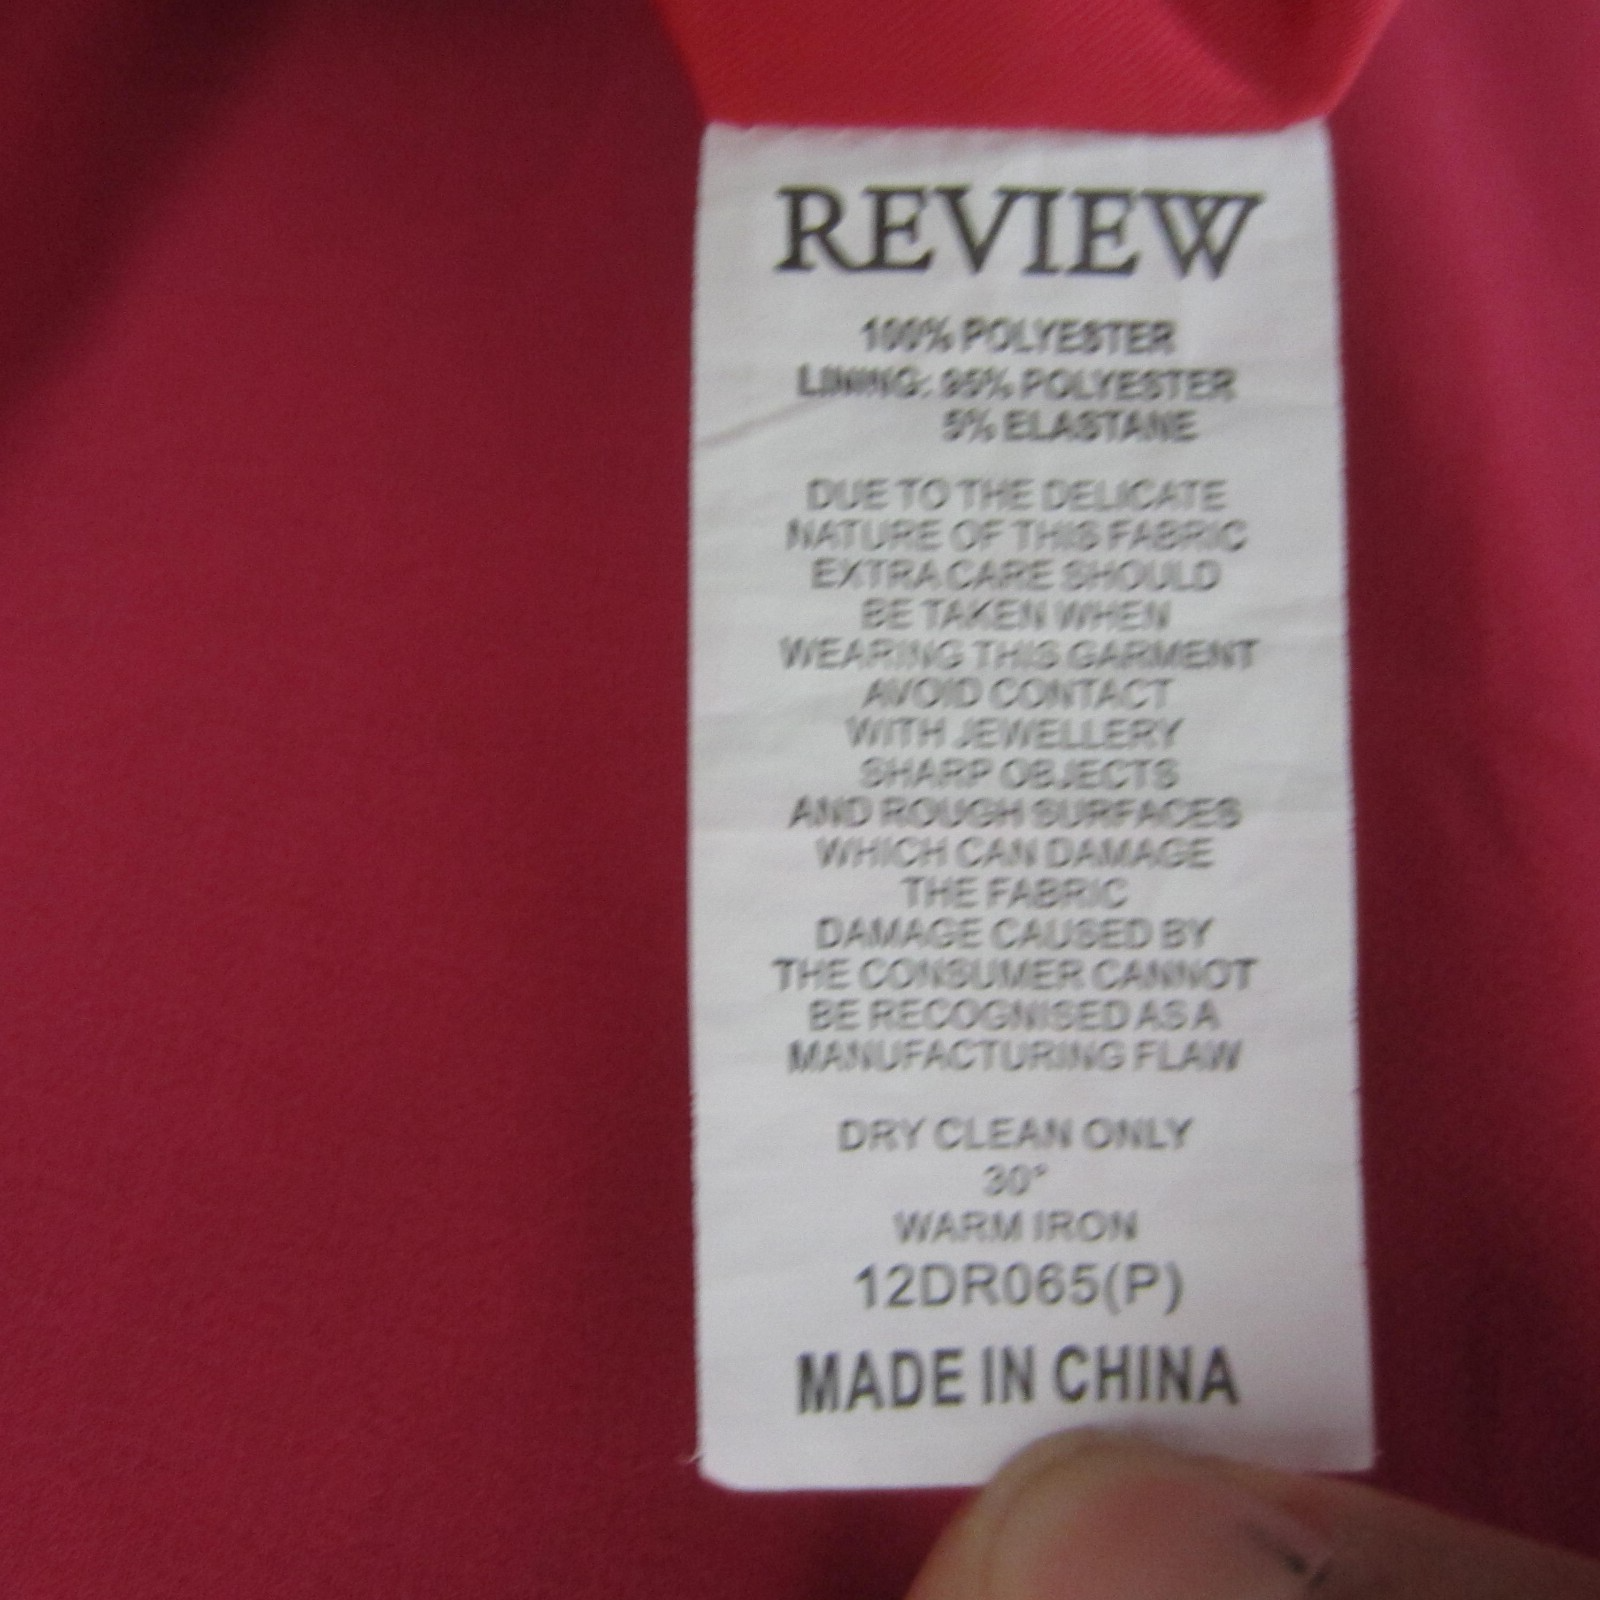 REVIEW
100% POLYESTER
LINING: 95% POLYESTER
5% ELASTANE
DUE TO THE DELICATE
NATURE OF THIS FABRIC
EXTRA CARE SHOULD
BE TAKEN WHEN
WEARING THIS GARMENT
AVOID CONTACT
WITH JEWELLERY
SHARP OBJECTS
AND ROUGH SURFACES
WHICH CAN DAMAGE
THE FABRIC
DAMAGE CAUSED BY
THE CONSUMER CANNOT
BE RECOGNISED AS A
MANUFACTURING FLAW
DRY CLEAN ONLY
30°
WARM IRON
12DR065(P)
MADE IN CHINA